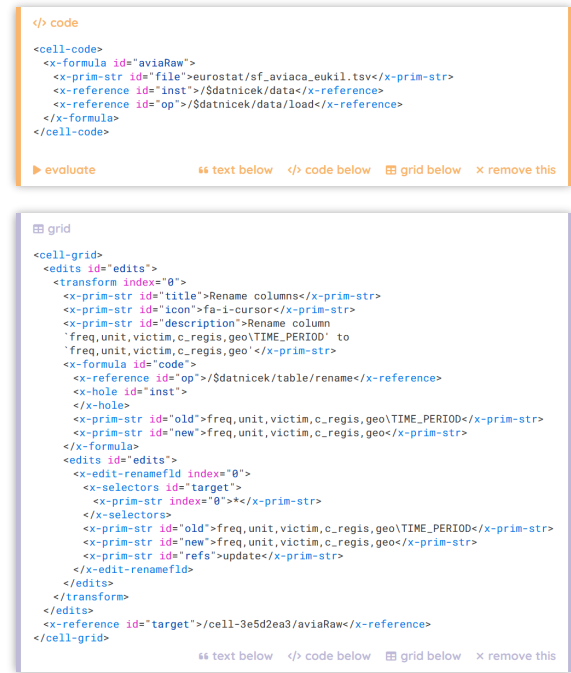 </> code
<cell-code>
<x-formula id="aviaRaw">
<x-prim-str id="file">eurostat/sf_aviaca_eukil.tsv</x-prim-str>
<x-reference id="inst">/$datnicek/data</x-reference>
<x-reference id="op">/$datnicek/data/load</x-reference>
</x-formula>
</cell-code>
evaluate text below </> code below grid below × remove this
grid
<cell-grid>
<edits id="edits">
<transform index="0">
<x-prim-str id="title">Rename columns</x-prim-str>
<x-prim-str id="icon">fa-i-cursor</x-prim-str>
<x-prim-str id="description">Rename column
`freq,unit,victim,c_regis,geo\TIME_PERIOD` to
`freq,unit,victim,c_regis,geo`</x-prim-str>
<x-formula id="code">
<x-reference id="op">/$datnicek/table/rename</x-reference>
<x-hole id="inst">
</x-hole>
<x-prim-str id="old">freq,unit,victim,c_regis,geo\TIME_PERIOD</x-prim-str>
<x-prim-str id="new">freq,unit,victim,c_regis,geo</x-prim-str>
</x-formula>
<edits id="edits">
<x-edit-renamefld index="0">
<x-selectors id="target">
<x-prim-str index="0">*</x-prim-str>
</x-selectors>
<x-prim-str id="old">freq,unit,victim,c_regis,geo\TIME_PERIOD</x-prim-str>
<x-prim-str id="new">freq,unit,victim,c_regis,geo</x-prim-str>
<x-prim-str id="refs">update</x-prim-str>
</x-edit-renamefld>
</edits>
</transform>
</edits>
<x-reference id="target">/cell-3e5d2ea3/aviaRaw</x-reference>
</cell-grid>
text below </> code below grid below × remove this